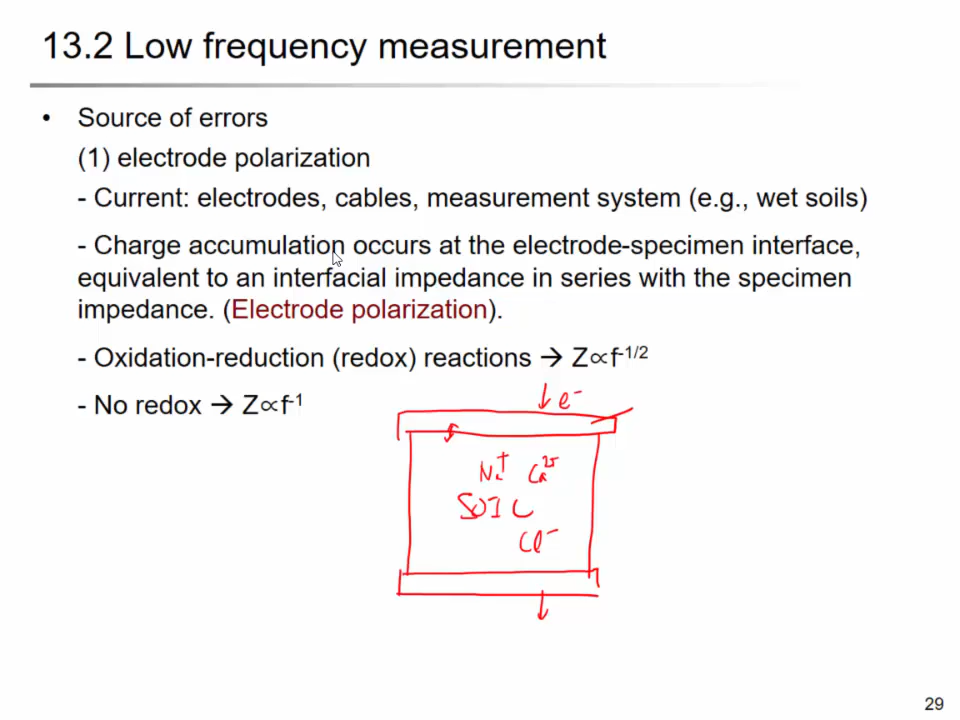 13.2 Low frequency measurement
• Source of errors
(1) electrode polarization
- Current: electrodes, cables, measurement system (e.g., wet soils)
- Charge accumulation occurs at the electrode-specimen interface,
equivalent to an interfacial impedance in series with the specimen
impedance. (Electrode polarization).
- Oxidation-reduction (redox) reactions → Z∝f-1/2
- No redox → Z∝f-1
e-
Na+ Ca2+
SOIL
Cl-
29